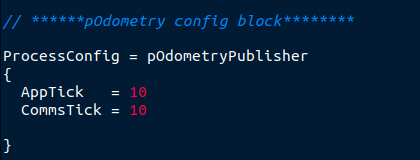 // ******pOdometry config block********
ProcessConfig = pOdometryPublisher
{
AppTick = 10
CommsTick = 10
}